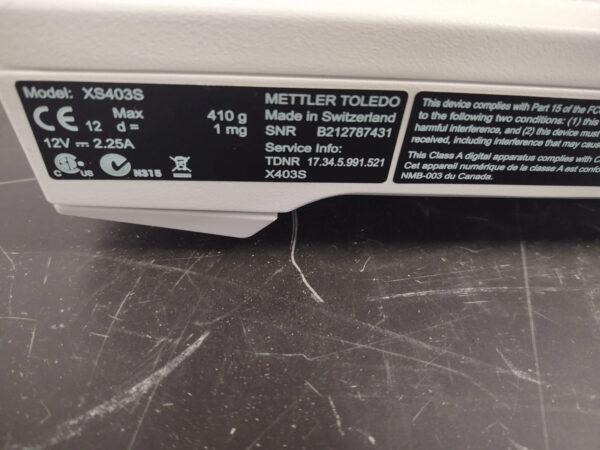 Model: XS403S
CE 12 Max 410 g
d= 1 mg
12V ⎓ 2.25A
C US N315
METTLER TOLEDO
Made in Switzerland
SNR B212787431
Service Info:
TDNR 17.34.5.991.521
X403S
This device complies with Part 15 of the FC
to the following two conditions: (1) this
harmful interference, and (2) this device must
received, including interference that may caus
This Class A digital apparatus complies with C
Cet appareil numérique de la classe A est confo
NMB-003 du Canada.